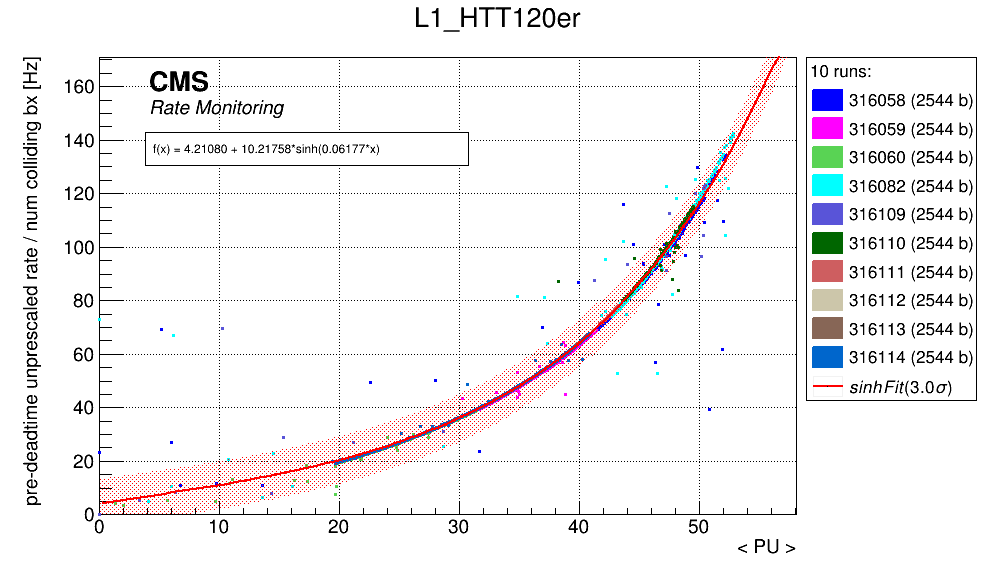 L1_HTT120er
pre-deadtime unprescaled rate / num colliding bx [Hz]
160
140
120
100
80
60
40
20
0
CMS
Rate Monitoring
f(x) = 4.21080 + 10.21758*sinh(0.06177*x)
0 10 20 30 40 50
< PU >
10 runs:
316058 (2544 b)
316059 (2544 b)
316060 (2544 b)
316082 (2544 b)
316109 (2544 b)
316110 (2544 b)
316111 (2544 b)
316112 (2544 b)
316113 (2544 b)
316114 (2544 b)
sinhFit(3.0σ)